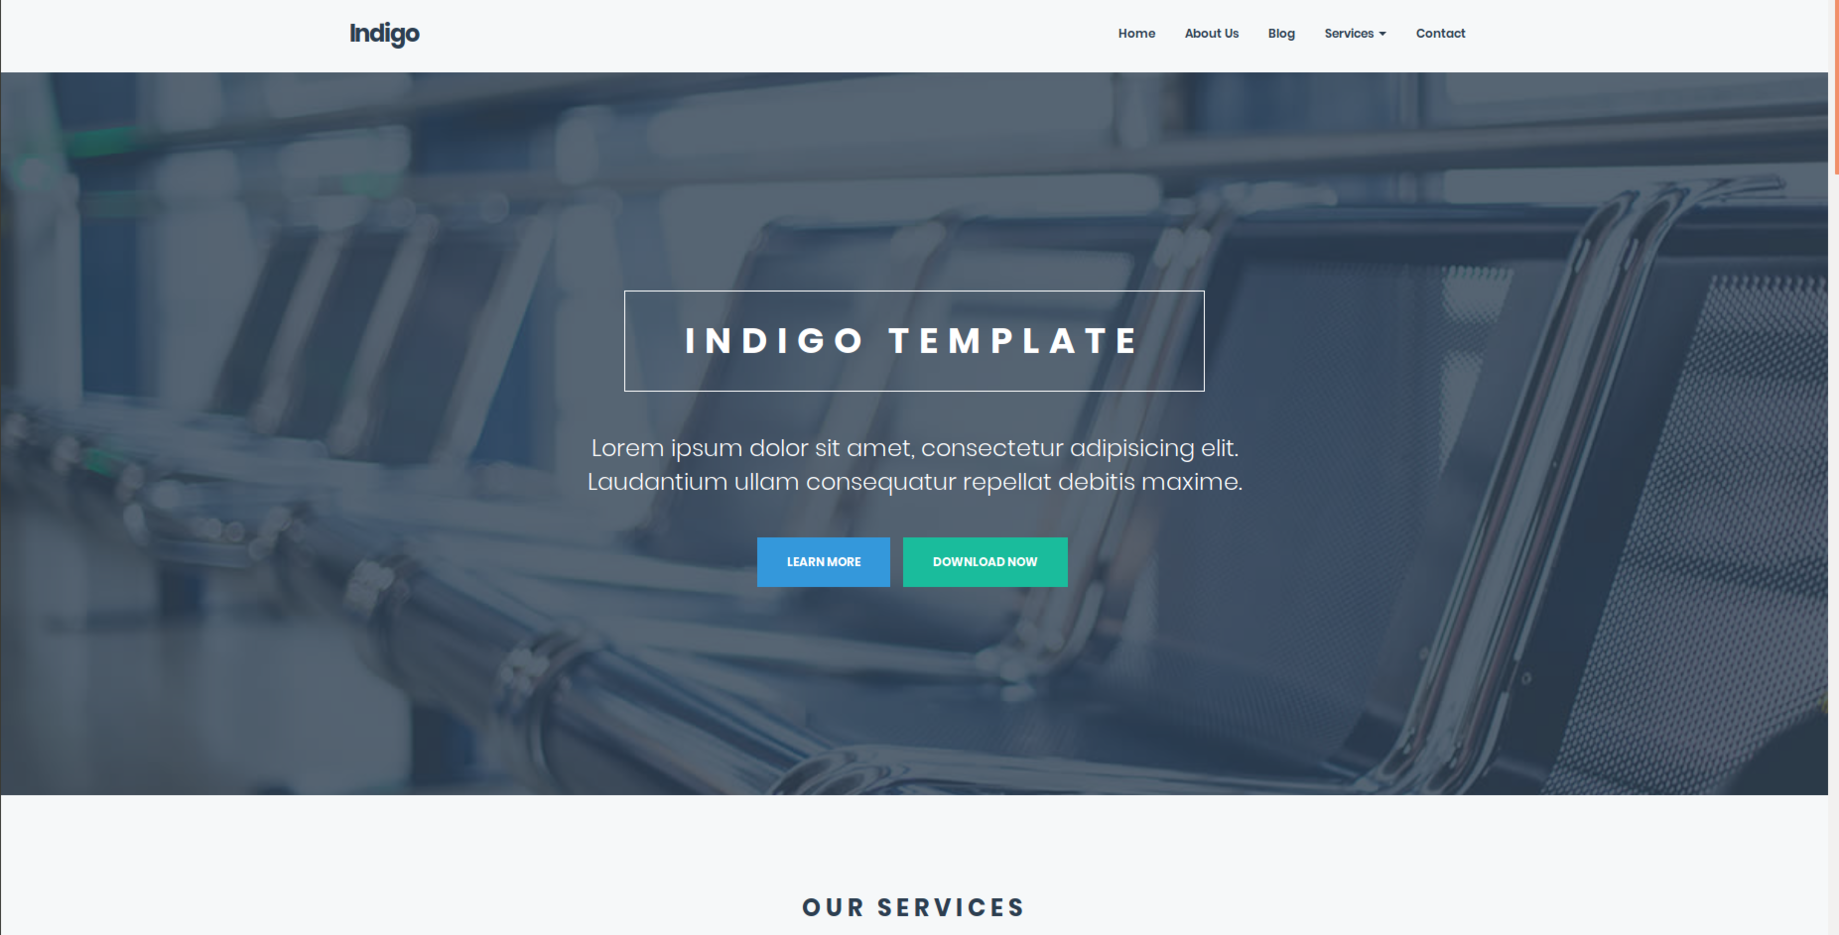 Indigo
Home About Us Blog Services Contact
INDIGO TEMPLATE
Lorem ipsum dolor sit amet, consectetur adipisicing elit.
Laudantium ullam consequatur repellat debitis maxime.
LEARN MORE DOWNLOAD NOW
OUR SERVICES